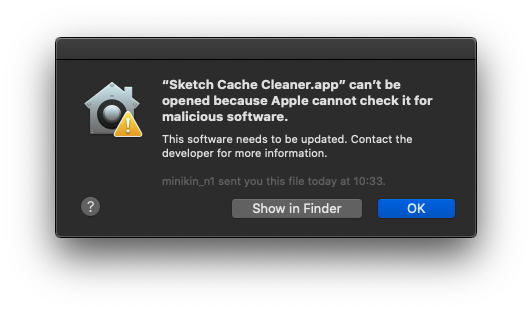 “Sketch Cache Cleaner.app” can’t be
opened because Apple cannot check it for
malicious software.
This software needs to be updated. Contact the
developer for more information.
minikin_n1 sent you this file today at 10:33.
?
Show in Finder
OK